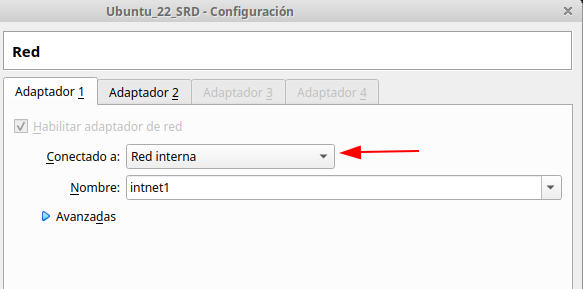 Ubuntu_22_SRD - Configuración
Red
Adaptador 1 Adaptador 2 Adaptador 3 Adaptador 4
Habilitar adaptador de red
Conectado a: Red interna
Nombre: intnet1
Avanzadas